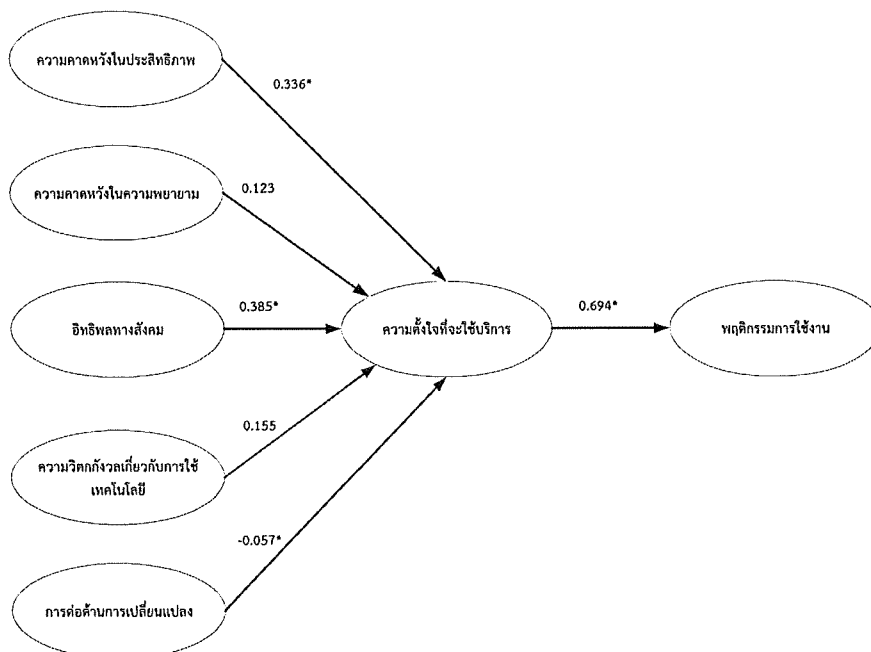 ความคาดหวังในประสิทธิภาพ
0.336*
ความคาดหวังในความพยายาม
0.123
อิทธิพลทางสังคม
0.385*
ความตั้งใจที่จะใช้บริการ
0.694*
พฤติกรรมการใช้งาน
ความวิตกกังวลเกี่ยวกับการใช้
เทคโนโลยี
0.155
-0.057*
การต่อต้านการเปลี่ยนแปลง